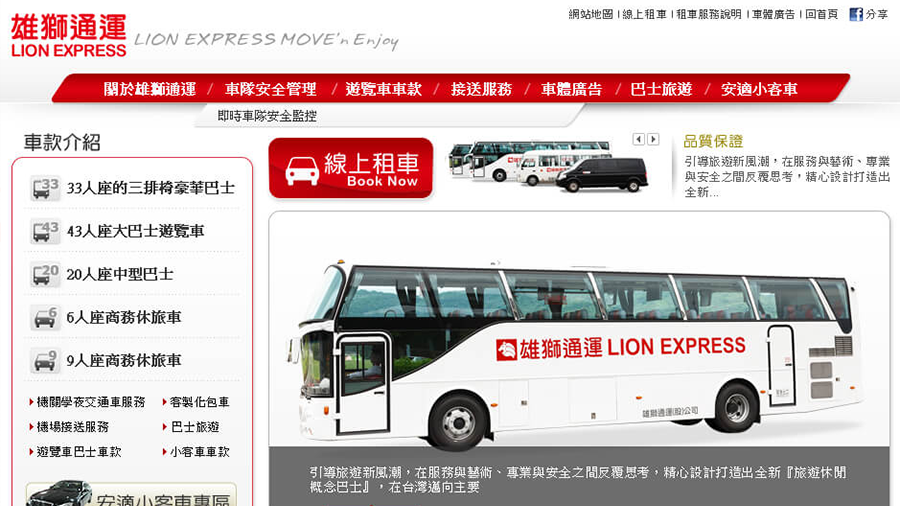 雄獅通運
LION EXPRESS
LION EXPRESS MOVE'n Enjoy
網站地圖 | 線上租車 | 租車服務說明 | 車體廣告 | 回首頁
分享
關於雄獅通運 / 車隊安全管理 / 遊覽車車款 / 接送服務 / 車體廣告 / 巴士旅遊 / 安適小客車
即時車隊安全監控
車款介紹
33
33人座的三排椅豪華巴士
43
43人座大巴士遊覽車
20
20人座中型巴士
6
6人座商務休旅車
9
9人座商務休旅車
機關學夜交通車服務
客製化包車
機場接送服務
巴士旅遊
遊覽車巴士車款
小客車車款
安適小客車專區
線上租車
Book Now
品質保證
引導旅遊新風潮，在服務與藝術、專業
與安全之間反覆思考，精心設計打造出
全新...
雄獅通運 LION EXPRESS
雄獅通運(股)公司
引導旅遊新風潮，在服務與藝術、專業與安全之間反覆思考，精心設計打造出全新『旅遊休閒
概念巴士』，在台灣邁向主要